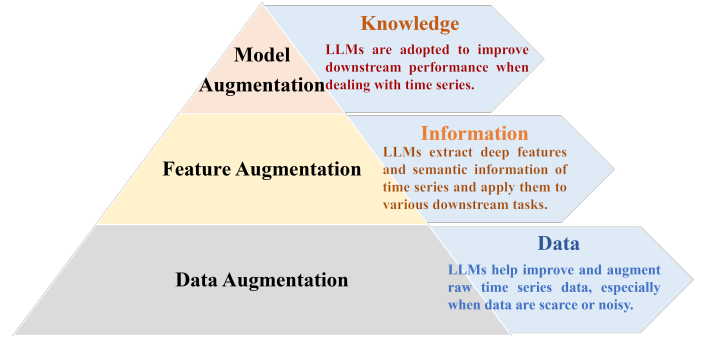 Knowledge
Model
Augmentation
LLMs are adopted to improve
downstream performance when
dealing with time series.
Information
Feature Augmentation
LLMs extract deep features
and semantic information of
time series and apply them to
various downstream tasks.
Data
Data Augmentation
LLMs help improve and augment
raw time series data, especially
when data are scarce or noisy.